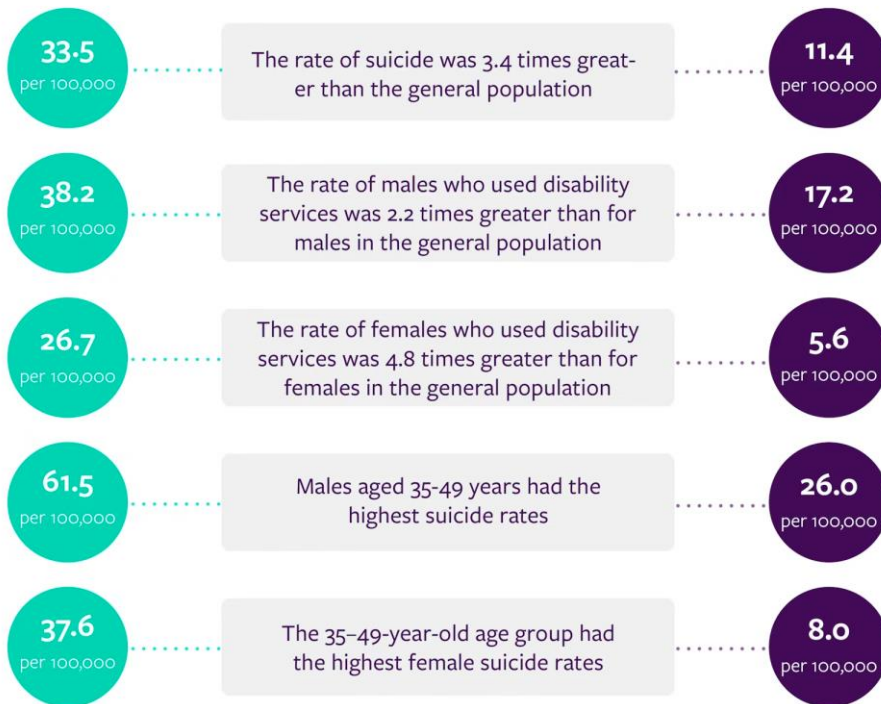 33.5
per 100,000
The rate of suicide was 3.4 times great-
er than the general population
11.4
per 100,000
38.2
per 100,000
The rate of males who used disability
services was 2.2 times greater than for
males in the general population
17.2
per 100,000
26.7
per 100,000
The rate of females who used disability
services was 4.8 times greater than for
females in the general population
5.6
per 100,000
61.5
per 100,000
Males aged 35-49 years had the
highest suicide rates
26.0
per 100,000
37.6
per 100,000
The 35–49-year-old age group had
the highest female suicide rates
8.0
per 100,000